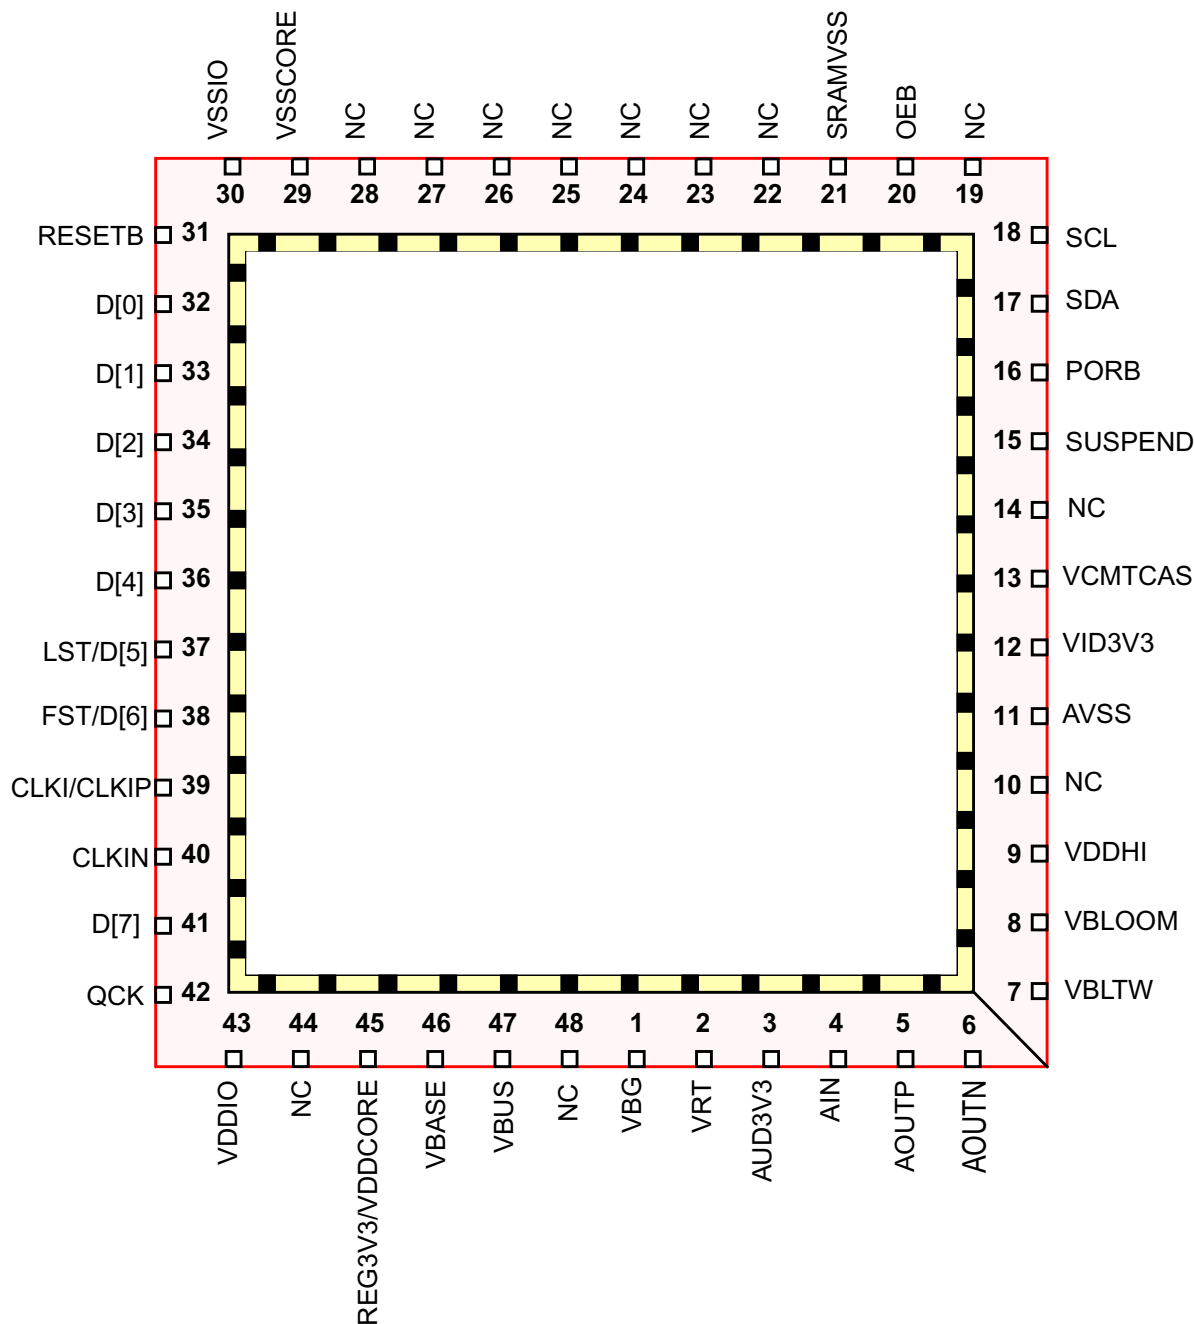 VSSIO
VSSCORE
NC
NC
NC
NC
NC
NC
NC
SRAMVSS
OEB
NC
30 29 28 27 26 25 24 23 22 21 20 19
RESETB 31
D[0] 32
D[1] 33
D[2] 34
D[3] 35
D[4] 36
LST/D[5] 37
FST/D[6] 38
CLKI/CLKIP 39
CLKIN 40
D[7] 41
QCK 42
18 SCL
17 SDA
16 PORB
15 SUSPEND
14 NC
13 VCMTCAS
12 VID3V3
11 AVSS
10 NC
9 VDDHI
8 VBLOOM
7 VBLTW
43 44 45 46 47 48 1 2 3 4 5 6
VDDIO
NC
REG3V3/VDDCORE
VBASE
VBUS
NC
VBG
VRT
AUD3V3
AIN
AOUTP
AOUTN